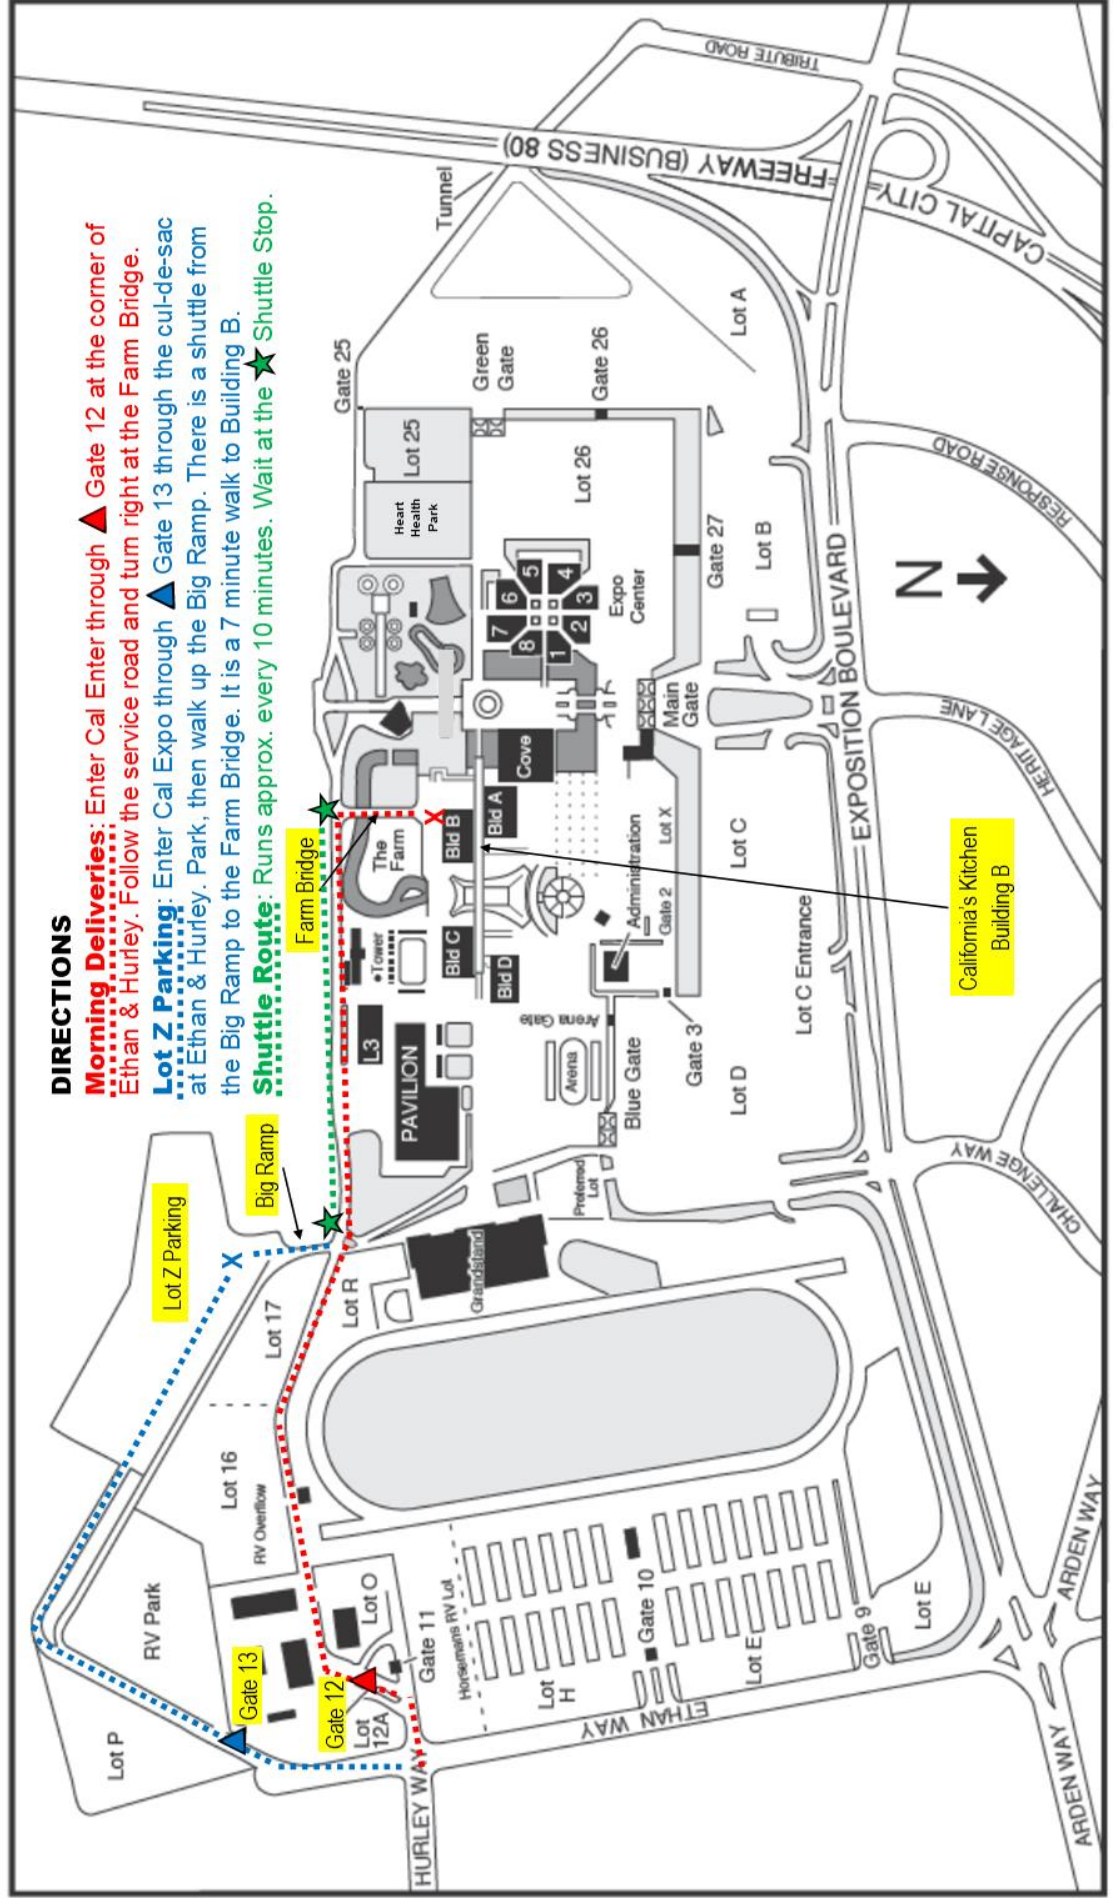 DIRECTIONS
Morning Deliveries: Enter Cal Enter through Gate 12 at the corner of
Ethan & Hurley. Follow the service road and turn right at the Farm Bridge.
Lot Z Parking: Enter Cal Expo through Gate 13 through the cul-de-sac
at Ethan & Hurley. Park, then walk up the Big Ramp. There is a shuttle from
the Big Ramp to the Farm Bridge. It is a 7 minute walk to Building B.
Shuttle Route: Runs approx. every 10 minutes. Wait at the Shuttle Stop.
Lot P
RV Park
Gate 13
Gate 12
Lot
12A
HURLEY WAY
Lot Z Parking
X
Big Ramp
Lot 17
Lot 16
RV Overflow
Lot O
Gate 11
Horsemans RV Lot
Lot
H
ETHAN WAY
Gate 10
Lot E
Gate 9
Lot E
ARDEN WAY
ARDEN WAY
Lot R
Grandstand
Preferred
Lot
PAVILION
L3
Tower
Farm Bridge
The
Farm
X
Bld B
Bld A
Bld C
Bld D
Cove
Arena Gate
Arena
Blue Gate
Gate 3
Gate 2
Administration
Lot X
Lot D
Lot C Entrance
Lot C
California's Kitchen
Building B
Main
Gate
Expo
Center
1
2
3
4
5
6
7
8
Heart
Health
Park
Lot 25
Gate 25
Green
Gate
Gate 26
Lot 26
Gate 27
Lot B
Lot A
Tunnel
N
EXPOSITION BOULEVARD
CHALLENGE WAY
HERITAGE LANE
RESPONSE ROAD
TRIBUTE ROAD
CAPITAL CITY FREEWAY (BUSINESS 80)